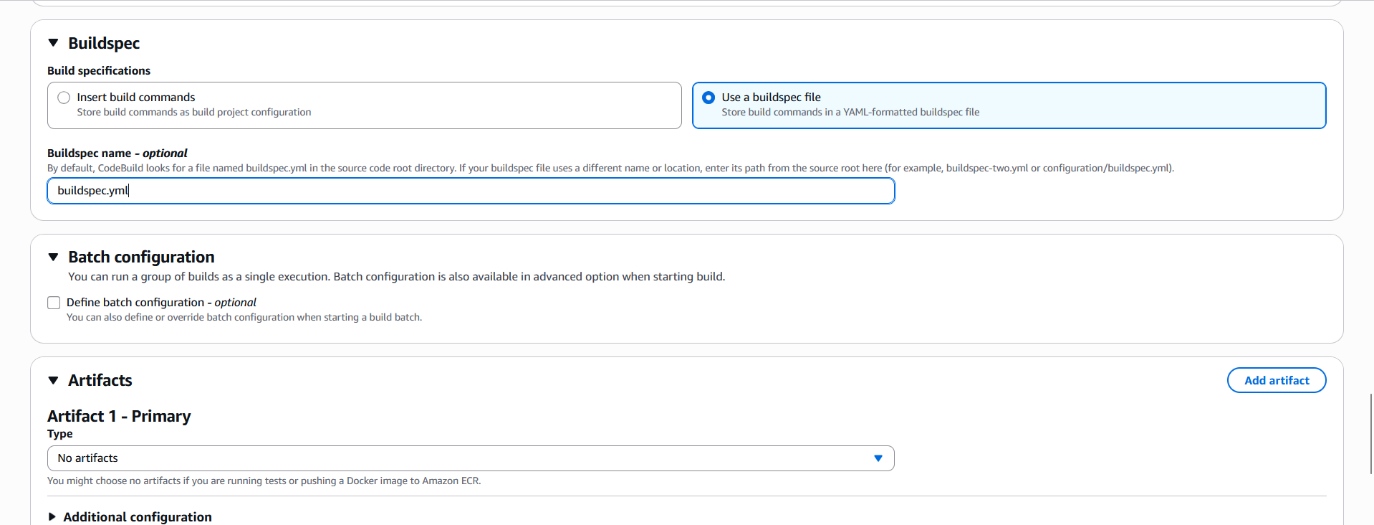 Buildspec
Build specifications
Insert build commands
Store build commands as build project configuration
Use a buildspec file
Store build commands in a YAML-formatted buildspec file
Buildspec name - optional
By default, CodeBuild looks for a file named buildspec.yml in the source code root directory. If your buildspec file uses a different name or location, enter its path from the source root here (for example, buildspec-two.yml or configuration/buildspec.yml).
buildspec.yml
Batch configuration
You can run a group of builds as a single execution. Batch configuration is also available in advanced option when starting build.
Define batch configuration - optional
You can also define or override batch configuration when starting a build batch.
Artifacts
Add artifact
Artifact 1 - Primary
Type
No artifacts
You might choose no artifacts if you are running tests or pushing a Docker image to Amazon ECR.
Additional configuration